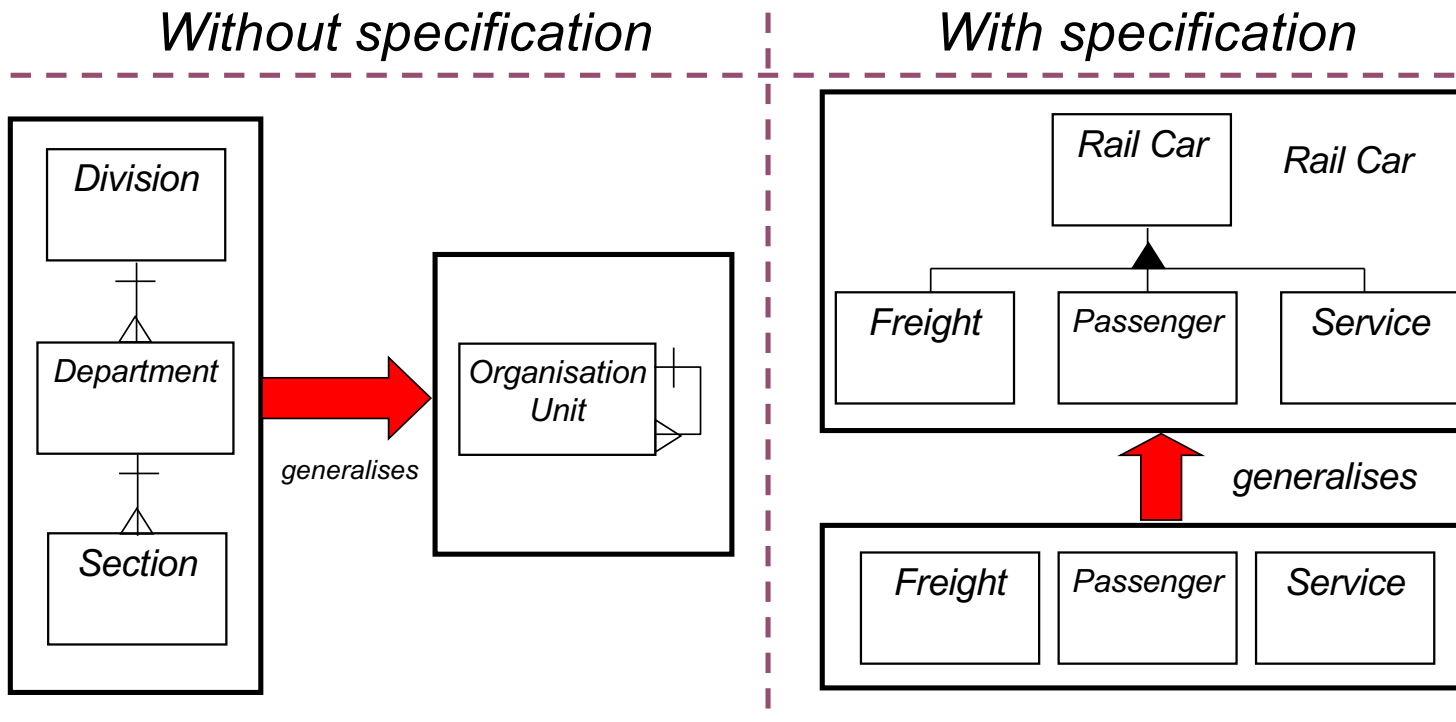 Without specification
With specification
Division
Department
Section
generalises
Organisation
Unit
Rail Car
Rail Car
Freight
Passenger
Service
generalises
Freight
Passenger
Service